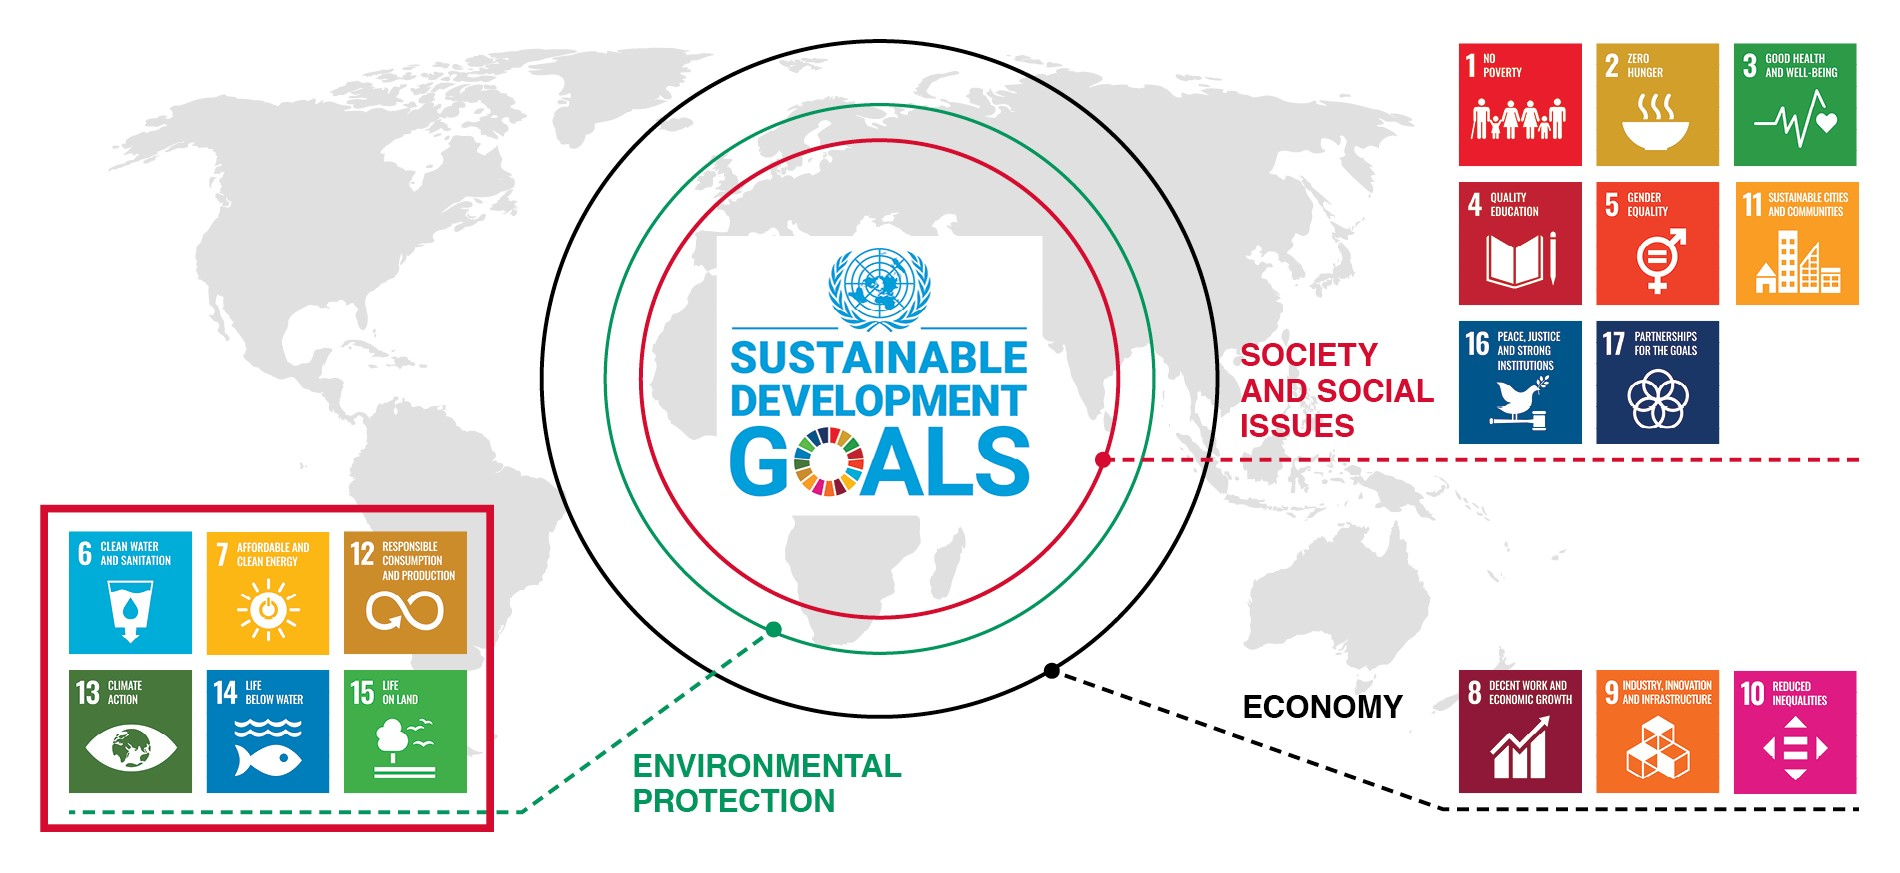 1 NO
POVERTY
2 ZERO
HUNGER
3 GOOD HEALTH
AND WELL-BEING
4 QUALITY
EDUCATION
5 GENDER
EQUALITY
11 SUSTAINABLE CITIES
AND COMMUNITIES
16 PEACE, JUSTICE
AND STRONG
INSTITUTIONS
17 PARTNERSHIPS
FOR THE GOALS
SOCIETY
AND SOCIAL
ISSUES
SUSTAINABLE
DEVELOPMENT
GOALS
6 CLEAN WATER
AND SANITATION
7 AFFORDABLE AND
CLEAN ENERGY
12 RESPONSIBLE
CONSUMPTION
AND PRODUCTION
13 CLIMATE
ACTION
14 LIFE
BELOW WATER
15 LIFE
ON LAND
ENVIRONMENTAL
PROTECTION
ECONOMY
8 DECENT WORK AND
ECONOMIC GROWTH
9 INDUSTRY, INNOVATION
AND INFRASTRUCTURE
10 REDUCED
INEQUALITIES